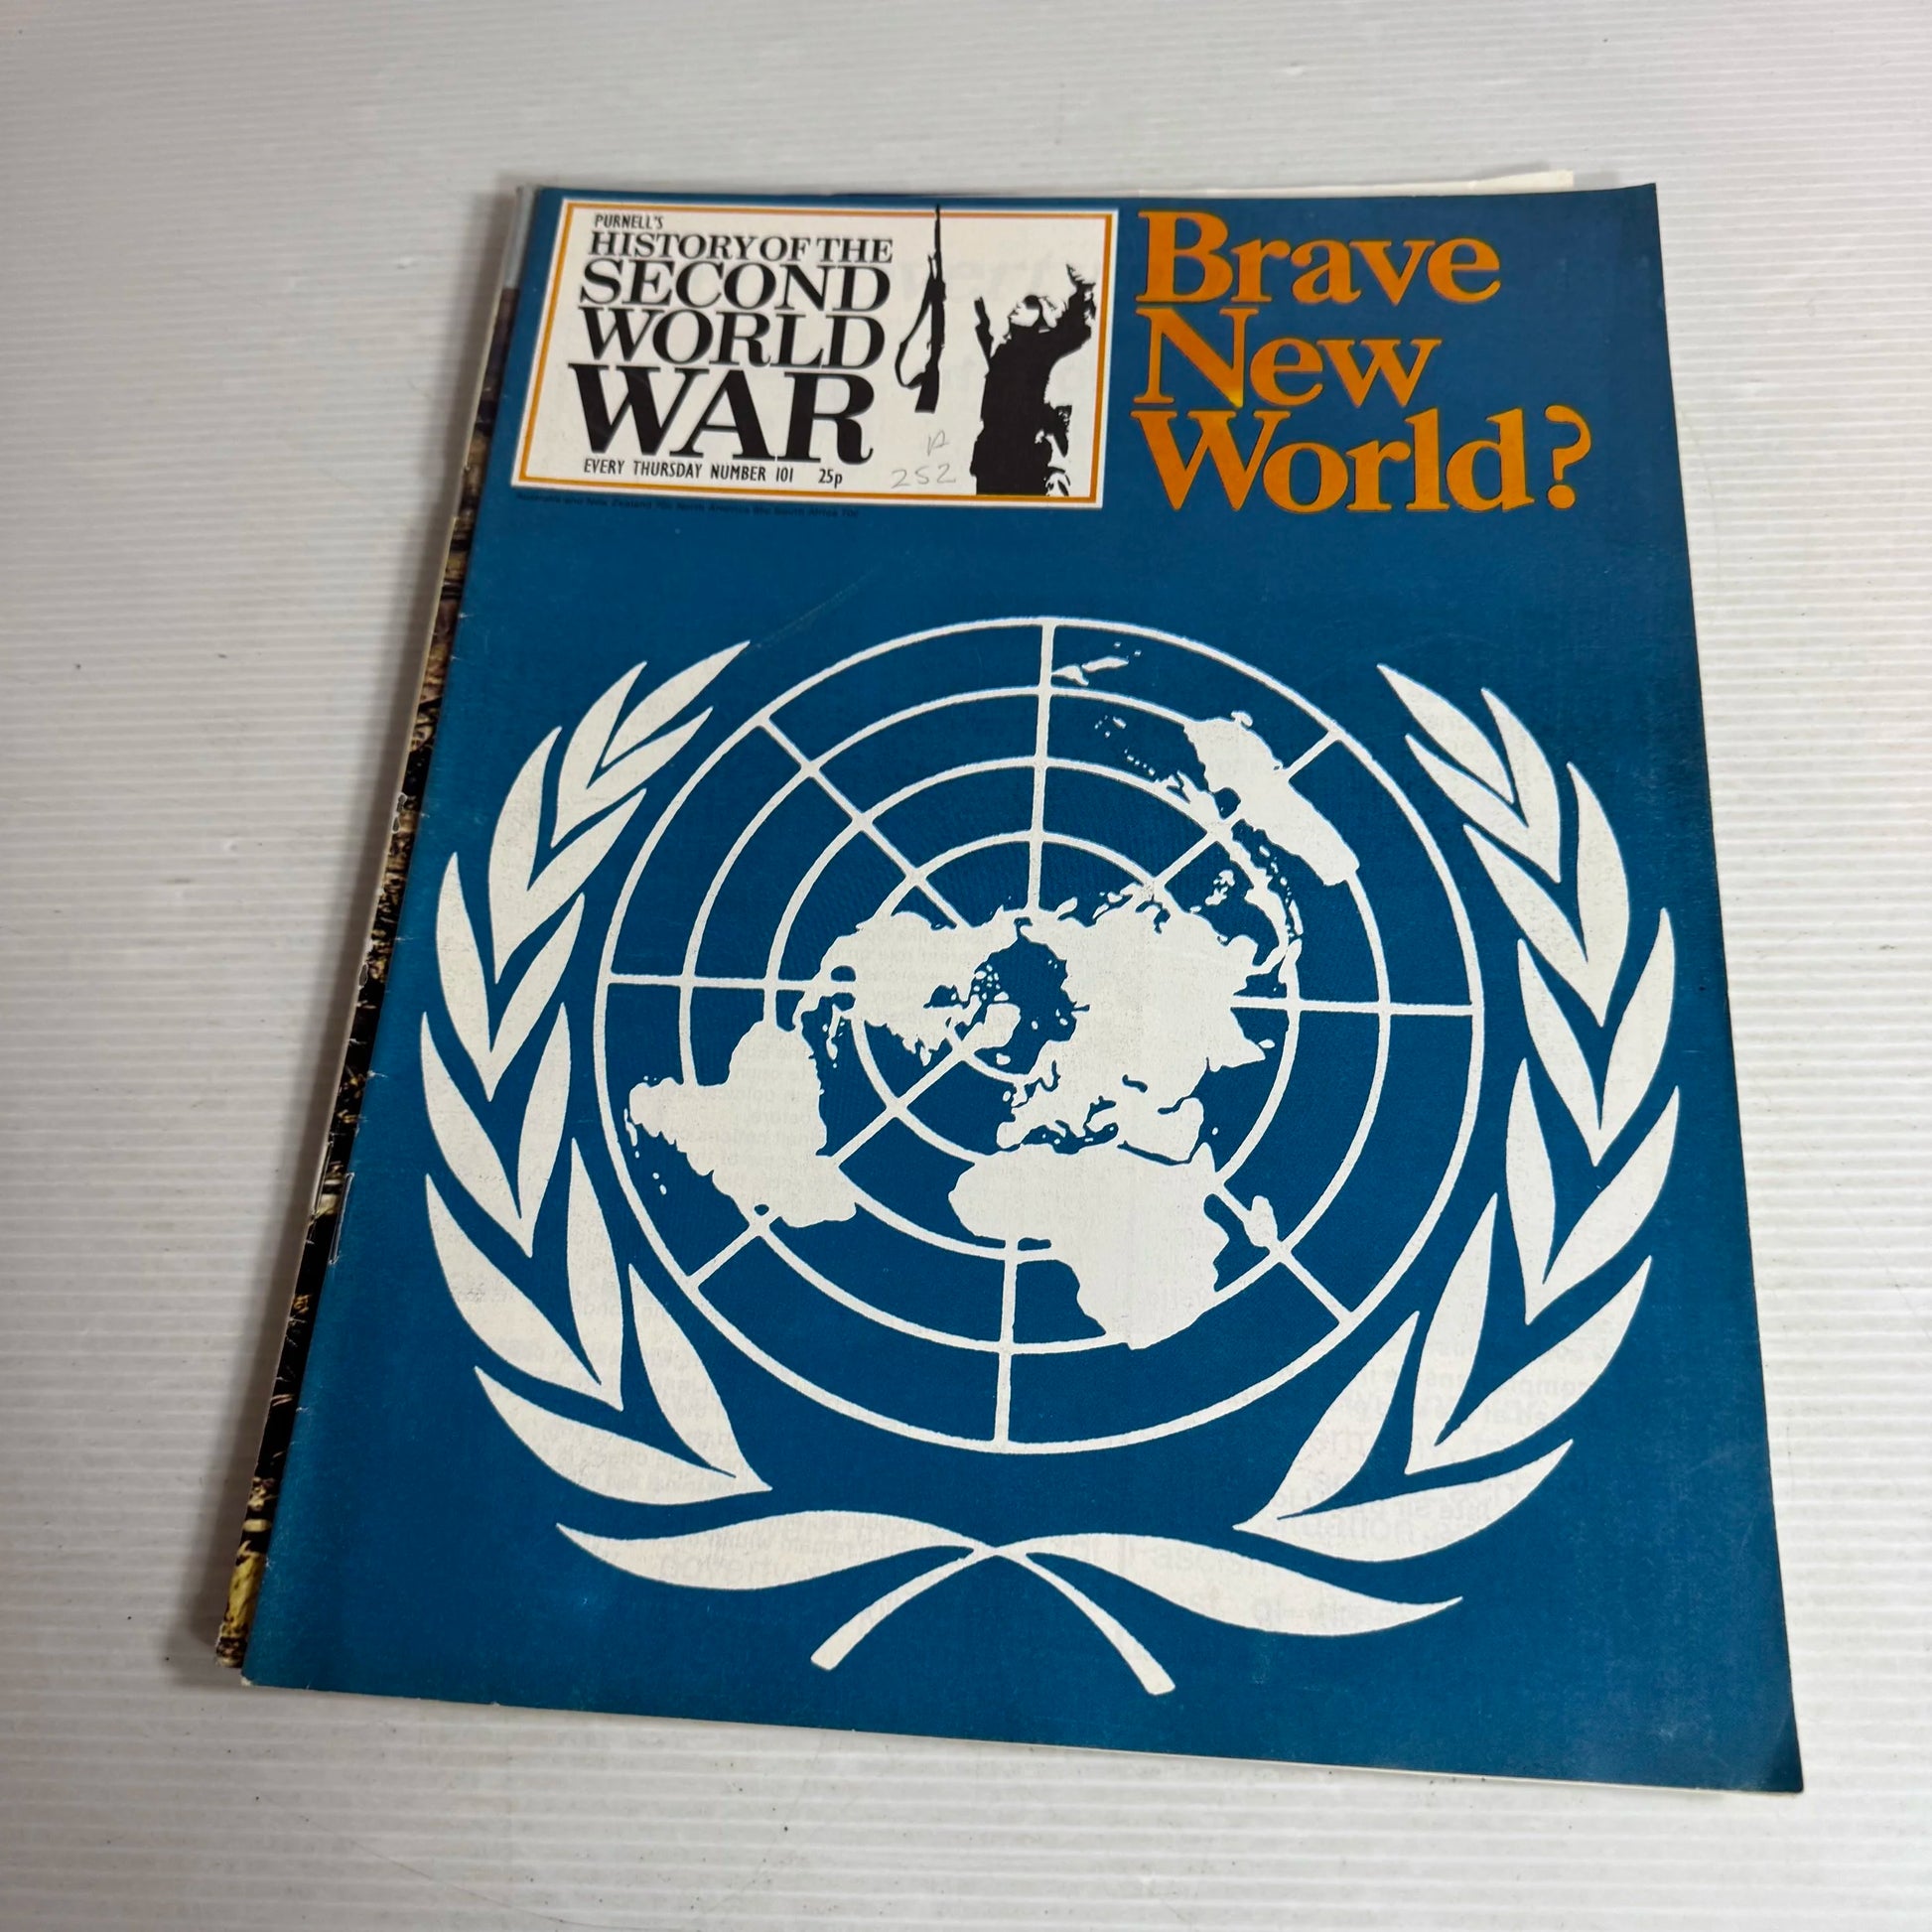 PURNELL'S
HISTORY OF THE
SECOND
WORLD
WAR
EVERY THURSDAY NUMBER 101 25p
252
Brave
New
World?